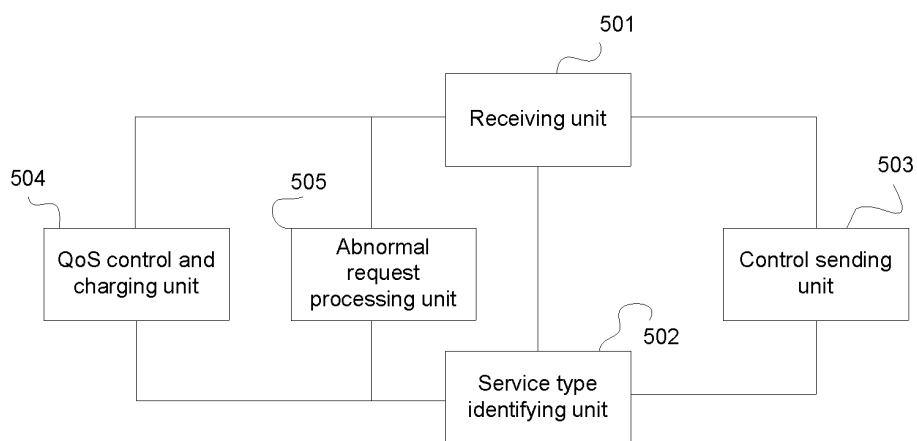 501
Receiving unit
504
505
503
QoS control and
charging unit
Abnormal
request
processing unit
Control sending
unit
502
Service type
identifying unit